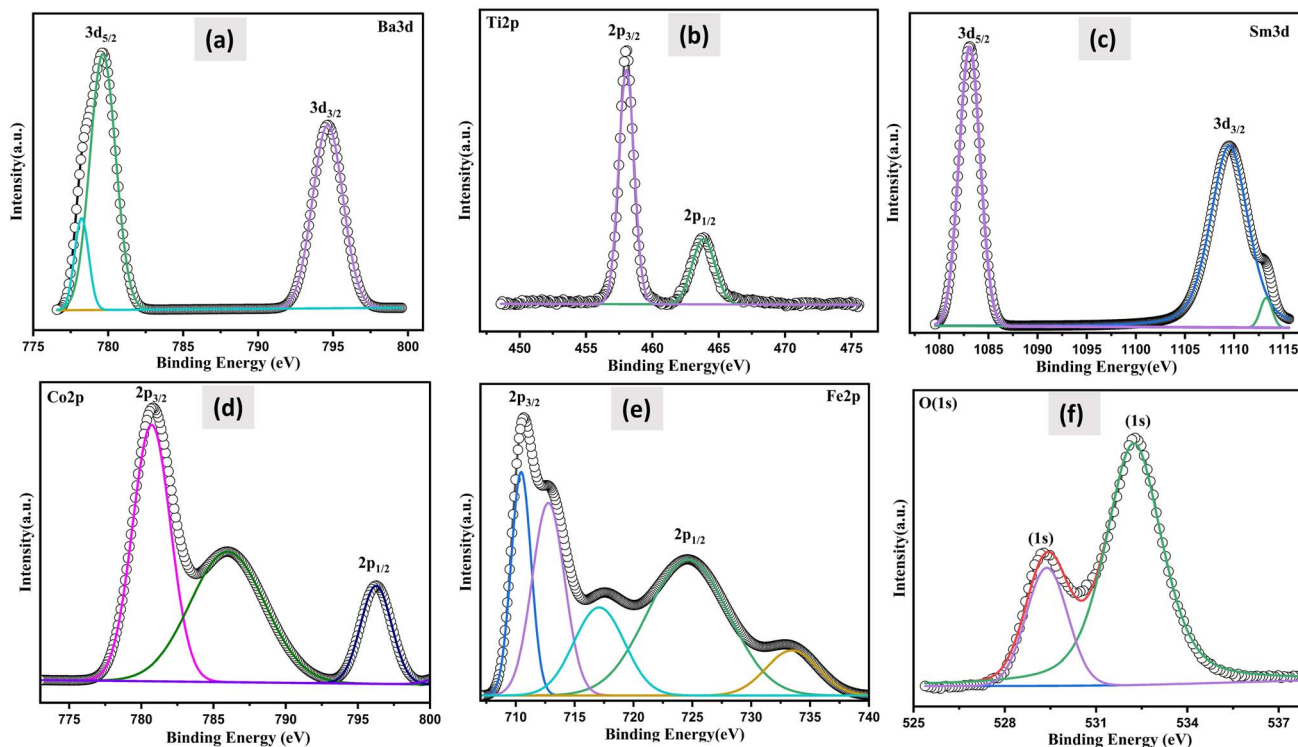 (a)
Ba3d
3d5/2
3d3/2
Intensity(a.u.)
775 780 785 790 795 800
Binding Energy (eV)
(b)
Ti2p
2p3/2
2p1/2
Intensity(a.u.)
450 455 460 465 470 475
Binding Energy(eV)
(c)
Sm3d
3d5/2
3d3/2
Intensity(a.u.)
1080 1085 1090 1095 1100 1105 1110 1115
Binding Energy(eV)
(d)
Co2p
2p3/2
2p1/2
Intensity(a.u.)
775 780 785 790 795 800
Binding Energy (eV)
(e)
Fe2p
2p3/2
2p1/2
Intensity(a.u.)
710 715 720 725 730 735 740
Binding Energy(eV)
(f)
O(1s)
(1s)
(1s)
Intensity(a.u.)
525 528 531 534 537
Binding Energy (eV)